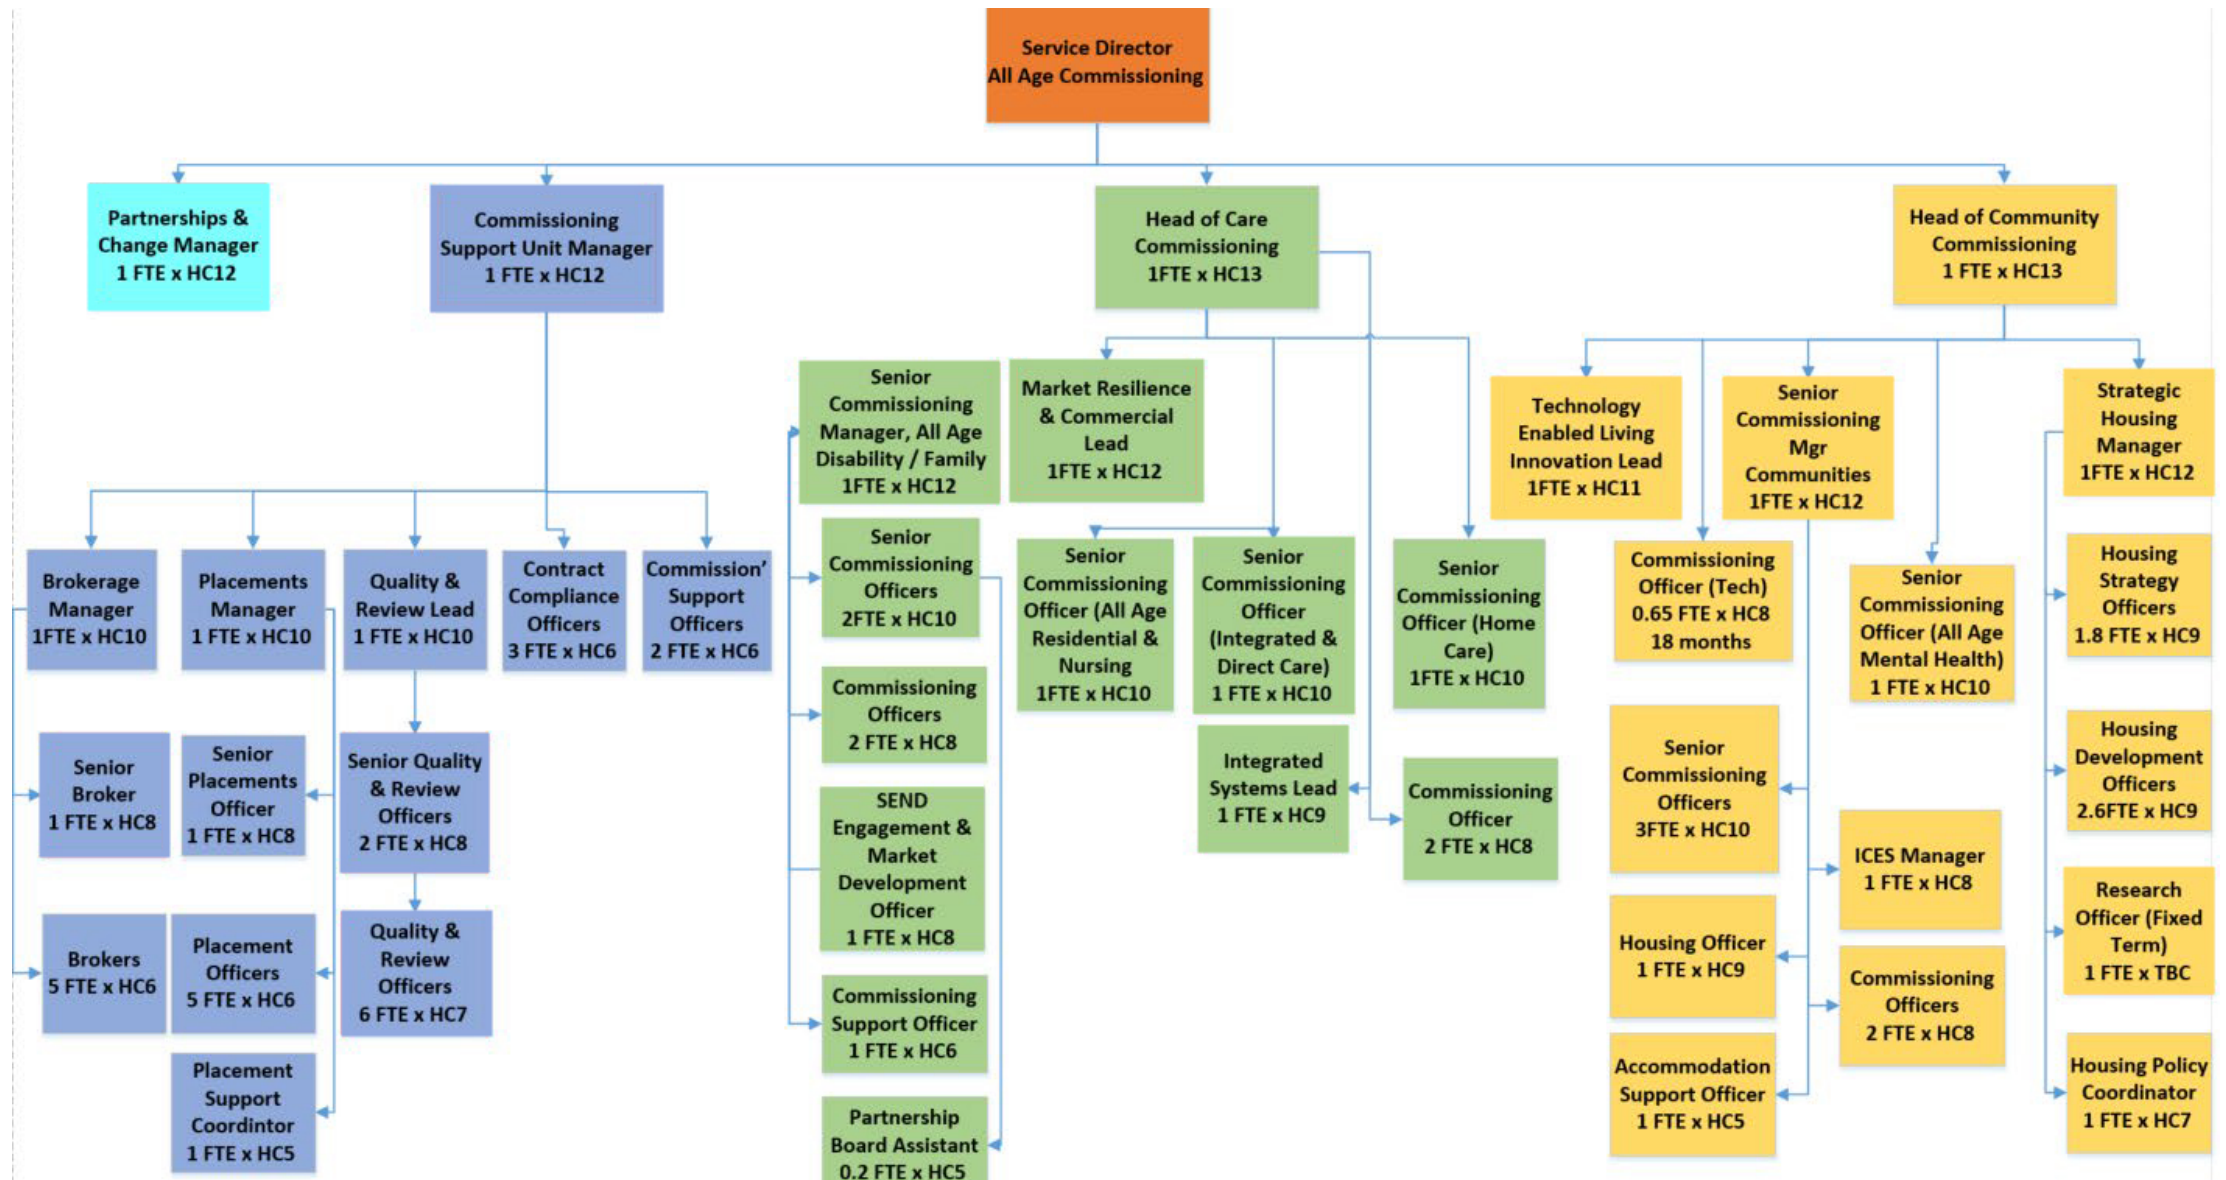 Service Director
All Age Commissioning
Partnerships &
Change Manager
1 FTE x HC12
Commissioning
Support Unit Manager
1 FTE x HC12
Head of Care
Commissioning
1FTE x HC13
Head of Community
Commissioning
1 FTE x HC13
Brokerage
Manager
1FTE x HC10
Placements
Manager
1 FTE x HC10
Quality &
Review Lead
1 FTE x HC10
Contract
Compliance
Officers
3 FTE x HC6
Commission’
Support
Officers
2 FTE x HC6
Senior
Broker
1 FTE x HC8
Senior
Placements
Officer
1 FTE x HC8
Senior Quality
& Review
Officers
2 FTE x HC8
Brokers
5 FTE x HC6
Placement
Officers
5 FTE x HC6
Quality &
Review
Officers
6 FTE x HC7
Placement
Support
Coordintor
1 FTE x HC5
Senior
Commissioning
Manager, All Age
Disability / Family
1FTE x HC12
Senior
Commissioning
Officers
2FTE x HC10
Commissioning
Officers
2 FTE x HC8
SEND
Engagement &
Market
Development
Officer
1 FTE x HC8
Commissioning
Support Officer
1 FTE x HC6
Partnership
Board Assistant
0.2 FTE x HC5
Market Resilience
& Commercial
Lead
1FTE x HC12
Senior
Commissioning
Officer (All Age
Residential &
Nursing
1FTE x HC10
Senior
Commissioning
Officer
(Integrated &
Direct Care)
1 FTE x HC10
Senior
Commissioning
Officer (Home
Care)
1FTE x HC10
Integrated
Systems Lead
1 FTE x HC9
Commissioning
Officer
2 FTE x HC8
Technology
Enabled Living
Innovation Lead
1FTE x HC11
Commissioning
Officer (Tech)
0.65 FTE x HC8
18 months
Senior
Commissioning
Mgr
Communities
1FTE x HC12
Senior
Commissioning
Officer (All Age
Mental Health)
1 FTE x HC10
Strategic
Housing
Manager
1FTE x HC12
Senior
Commissioning
Officers
3FTE x HC10
ICES Manager
1 FTE x HC8
Housing Officer
1 FTE x HC9
Commissioning
Officers
2 FTE x HC8
Accommodation
Support Officer
1 FTE x HC5
Housing
Strategy
Officers
1.8 FTE x HC9
Housing
Development
Officers
2.6FTE x HC9
Research
Officer (Fixed
Term)
1 FTE x TBC
Housing Policy
Coordinator
1 FTE x HC7